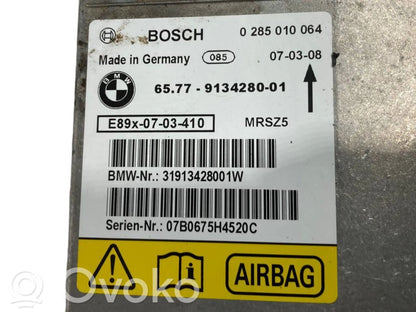 BOSCH 0 285 010 064
Made in Germany 085 07-03-08
BMW 65.77 - 9134280-01
E89x-07-03-410 MRSZ5
BMW-Nr.: 31913428001W
Serien-Nr.: 07B0675H4520C
AIRBAG
Ovoko